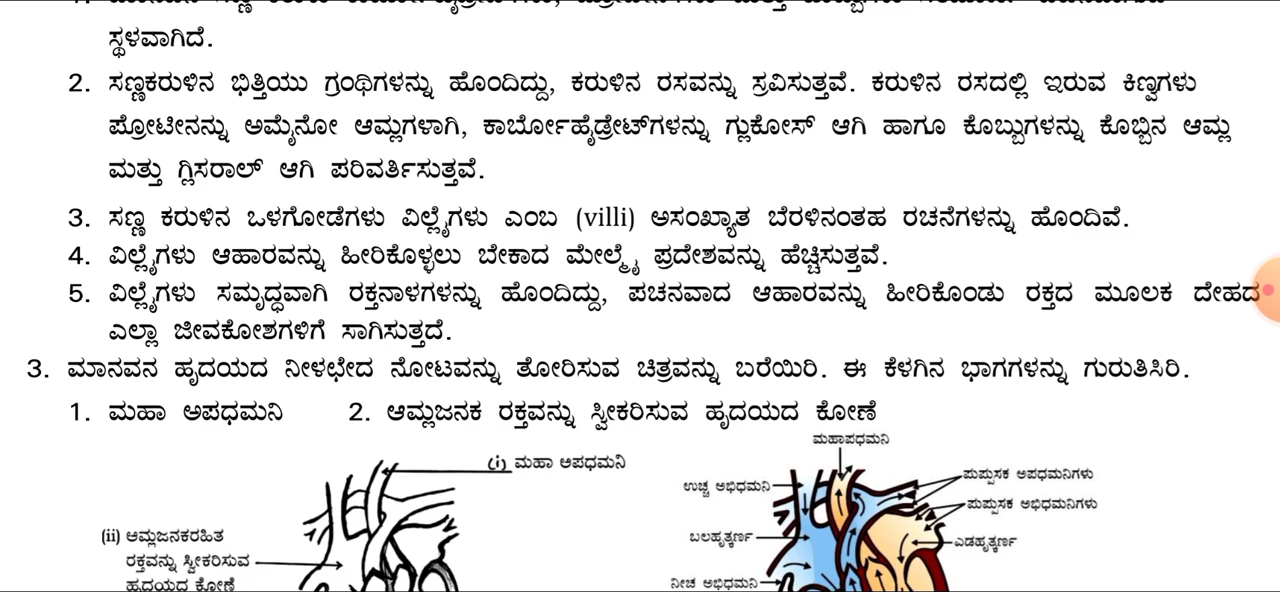 ಸ್ಥಳವಾಗಿದೆ.
2. ಸಣ್ಣಕರುಳಿನ ಭಿತ್ತಿಯು ಗ್ರಂಥಿಗಳನ್ನು ಹೊಂದಿದ್ದು, ಕರುಳಿನ ರಸವನ್ನು ಸ್ರವಿಸುತ್ತವೆ. ಕರುಳಿನ ರಸದಲ್ಲಿ ಇರುವ ಕಿಣ್ವಗಳು
ಪ್ರೋಟೀನನ್ನು ಅಮೈನೋ ಆಮ್ಲಗಳಾಗಿ, ಕಾರ್ಬೋಹೈಡ್ರೇಟ್‌ಗಳನ್ನು ಗ್ಲುಕೋಸ್ ಆಗಿ ಹಾಗೂ ಕೊಬ್ಬುಗಳನ್ನು ಕೊಬ್ಬಿನ ಆಮ್ಲ
ಮತ್ತು ಗ್ಲಿಸರಾಲ್ ಆಗಿ ಪರಿವರ್ತಿಸುತ್ತವೆ.
3. ಸಣ್ಣ ಕರುಳಿನ ಒಳಗೋಡೆಗಳು ವಿಲ್ಲೈಗಳು ಎಂಬ (villi) ಅಸಂಖ್ಯಾತ ಬೆರಳಿನಂತಹ ರಚನೆಗಳನ್ನು ಹೊಂದಿವೆ.
4. ವಿಲ್ಲೈಗಳು ಆಹಾರವನ್ನು ಹೀರಿಕೊಳ್ಳಲು ಬೇಕಾದ ಮೇಲ್ಮೈ ಪ್ರದೇಶವನ್ನು ಹೆಚ್ಚಿಸುತ್ತವೆ.
5. ವಿಲ್ಲೈಗಳು ಸಮೃದ್ಧವಾಗಿ ರಕ್ತನಾಳಗಳನ್ನು ಹೊಂದಿದ್ದು, ಪಚನವಾದ ಆಹಾರವನ್ನು ಹೀರಿಕೊಂಡು ರಕ್ತದ ಮೂಲಕ ದೇಹದ
ಎಲ್ಲಾ ಜೀವಕೋಶಗಳಿಗೆ ಸಾಗಿಸುತ್ತದೆ.
3. ಮಾನವನ ಹೃದಯದ ನೀಳಛೇದ ನೋಟವನ್ನು ತೋರಿಸುವ ಚಿತ್ರವನ್ನು ಬರೆಯಿರಿ. ಈ ಕೆಳಗಿನ ಭಾಗಗಳನ್ನು ಗುರುತಿಸಿರಿ.
1. ಮಹಾ ಅಪಧಮನಿ 2. ಆಮ್ಲಜನಕ ರಕ್ತವನ್ನು ಸ್ವೀಕರಿಸುವ ಹೃದಯದ ಕೋಣೆ
(i) ಮಹಾ ಅಪಧಮನಿ
(ii) ಆಮ್ಲಜನಕರಹಿತ
ರಕ್ತವನ್ನು ಸ್ವೀಕರಿಸುವ
ಹೃದಯದ ಕೋಣೆ
ಮಹಾಪಧಮನಿ
ಉಚ್ಚ ಅಭಿಧಮನಿ
ಪುಪ್ಪುಸಕ ಅಪಧಮನಿಗಳು
ಪುಪ್ಪುಸಕ ಅಭಿಧಮನಿಗಳು
ಬಲಹೃತ್ಕರ್ಣ
ಎಡಹೃತ್ಕರ್ಣ
ನೀಚ ಅಭಿಧಮನಿ